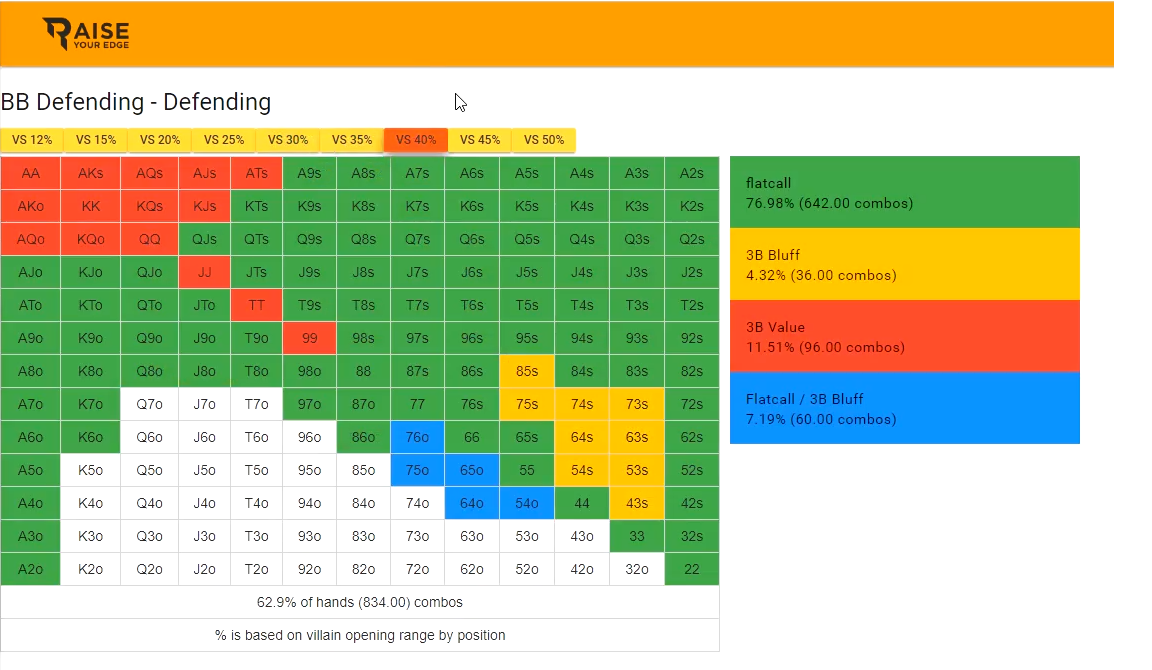 RAISE
YOUR EDGE
BB Defending - Defending
VS 12% VS 15% VS 20% VS 25% VS 30% VS 35% VS 40% VS 45% VS 50%
AA AKs AQs AJs ATs A9s A8s A7s A6s A5s A4s A3s A2s
AKo KK KQs KJs KTs K9s K8s K7s K6s K5s K4s K3s K2s
AQo KQo QQ QJs QTs Q9s Q8s Q7s Q6s Q5s Q4s Q3s Q2s
AJo KJo QJo JJ JTs J9s J8s J7s J6s J5s J4s J3s J2s
ATo KTo QTo JTo TT T9s T8s T7s T6s T5s T4s T3s T2s
A9o K9o Q9o J9o T9o 99 98s 97s 96s 95s 94s 93s 92s
A8o K8o Q8o J8o T8o 98o 88 87s 86s 85s 84s 83s 82s
A7o K7o Q7o J7o T7o 97o 87o 77 76s 75s 74s 73s 72s
A6o K6o Q6o J6o T6o 96o 86o 76o 66 65s 64s 63s 62s
A5o K5o Q5o J5o T5o 95o 85o 75o 65o 55 54s 53s 52s
A4o K4o Q4o J4o T4o 94o 84o 74o 64o 54o 44 43s 42s
A3o K3o Q3o J3o T3o 93o 83o 73o 63o 53o 43o 33 32s
A2o K2o Q2o J2o T2o 92o 82o 72o 62o 52o 42o 32o 22
62.9% of hands (834.00) combos
% is based on villain opening range by position
flatcall
76.98% (642.00 combos)
3B Bluff
4.32% (36.00 combos)
3B Value
11.51% (96.00 combos)
Flatcall / 3B Bluff
7.19% (60.00 combos)